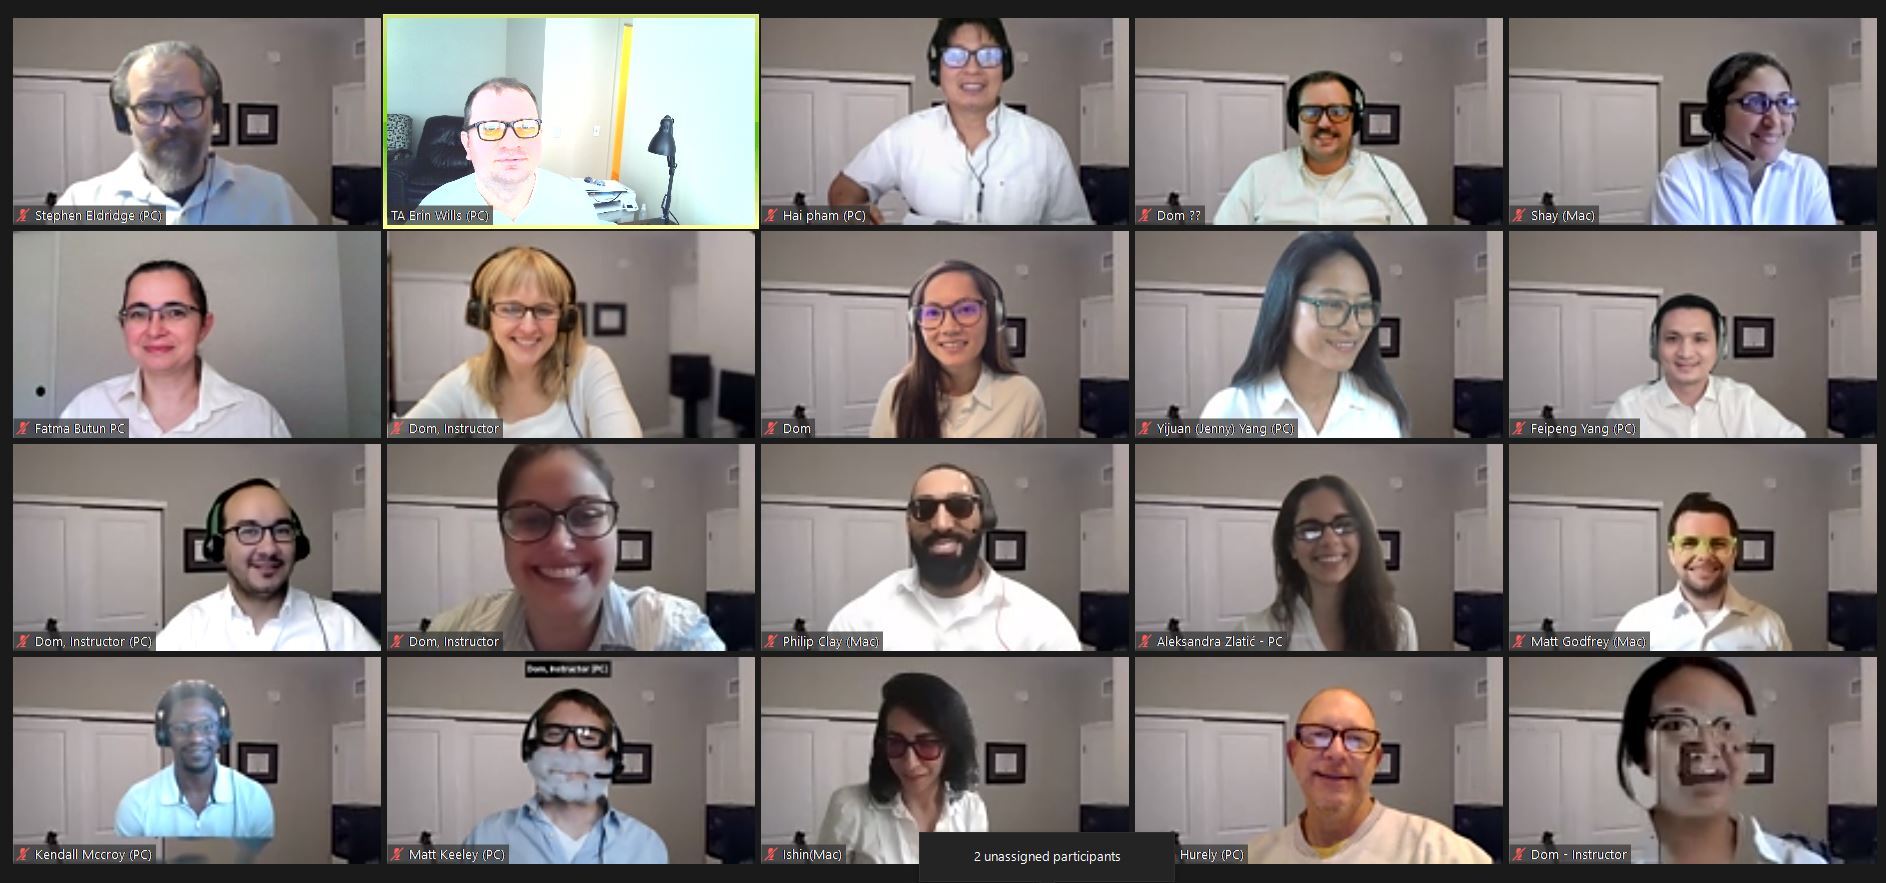 Stephen Eldridge (PC)
TA Erin Wills (PC)
Hai pham (PC)
Dom ??
Shay (Mac)
Fatma Butun PC
Dom, Instructor
Dom
Yijuan (Jenny) Yang (PC)
Feipeng Yang (PC)
Dom, Instructor (PC)
Dom, Instructor
Philip Clay (Mac)
Aleksandra Zlatić - PC
Matt Godfrey (Mac)
Dom, Instructor (PC)
Kendall Mccroy (PC)
Matt Keeley (PC)
Ishin(Mac)
2 unassigned participants
Hurely (PC)
Dom - Instructor